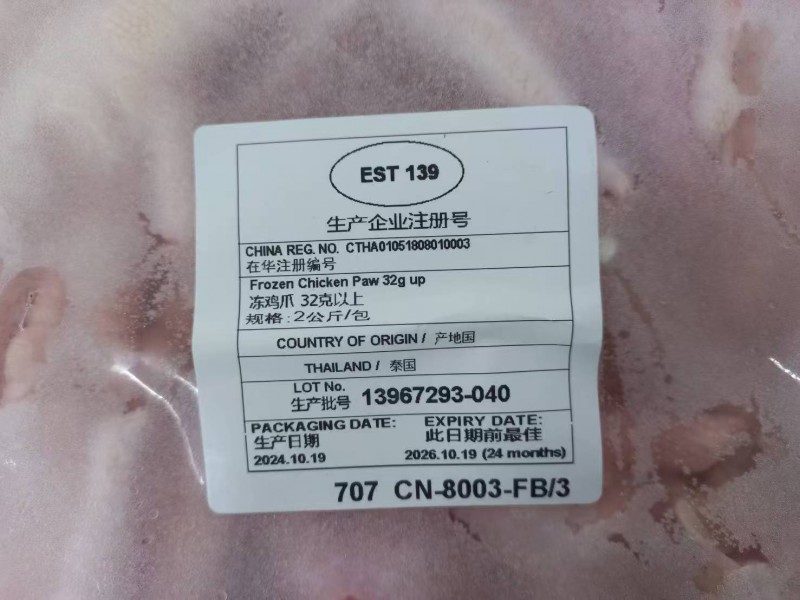 EST 139
生产企业注册号
CHINA REG. NO. CTHA01051808010003
在华注册编号
Frozen Chicken Paw 32g up
冻鸡爪 32克以上
规格:2公斤/包
COUNTRY OF ORIGIN / 产地国
THAILAND / 泰国
LOT No.
生产批号 13967293-040
PACKAGING DATE:
生产日期
2024.10.19
EXPIRY DATE:
此日期前最佳
2026.10.19 (24 months)
707 CN-8003-FB/3